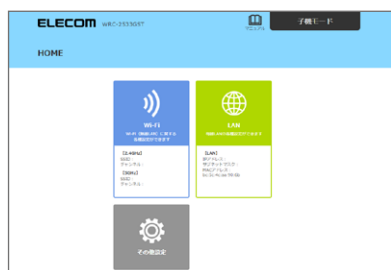 ELECOM WRC-2533GST
マニュアル
子機モード
HOME
Wi-Fi
Wi-Fi（無線LAN）に関する
各種設定ができます
【2.4GHz】
SSID：
チャンネル：
【5GHz】
SSID：
チャンネル：
LAN
有線LANの各種設定ができます
【LAN】
IPアドレス：
サブネットマスク：
MACアドレス：
その他設定